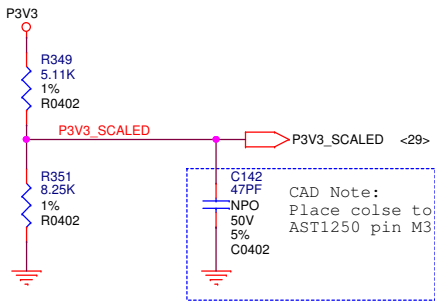 P3V3
R349
5.11K
1%
R0402
P3V3_SCALED
P3V3_SCALED <29>
R351
8.25K
1%
R0402
C142
47PF
NPO
50V
5%
C0402
CAD Note:
Place colse to
AST1250 pin M3